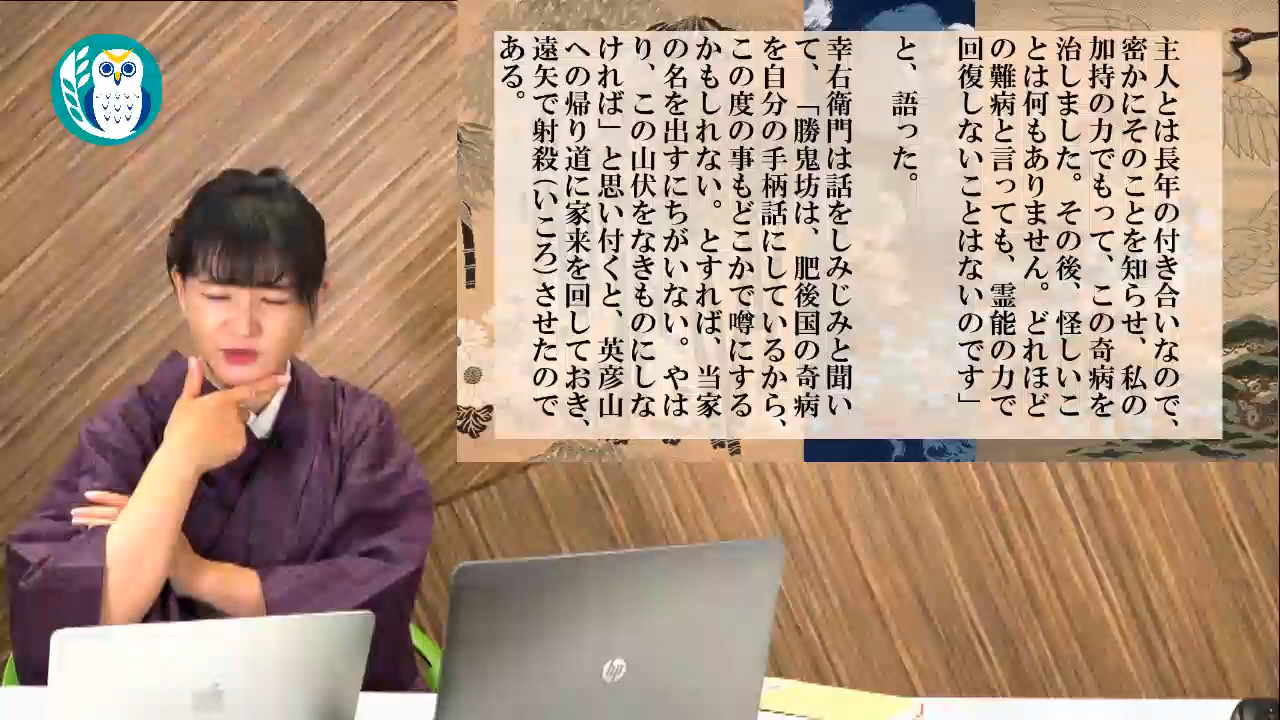 主人とは長年の付き合いなので、
密かにそのことを知らせ、私の
加持の力でもって、この奇病を
治しました。その後、怪しいこ
とは何もありません。どれほど
の難病と言っても、霊能の力で
回復しないことはないのです」
と、語った。
幸右衛門は話をしみじみと聞い
て、「勝鬼坊は、肥後国の奇病
を自分の手柄話にしているから、
この度の事もどこかで噂にする
かもしれない。とすれば、当家
の名を出すにちがいない。やは
り、この山伏をなきものにしな
ければ」と思い付くと、英彦山
への帰り道に家来を回しておき、
遠矢で射殺(いころ)させたので
ある。
hp